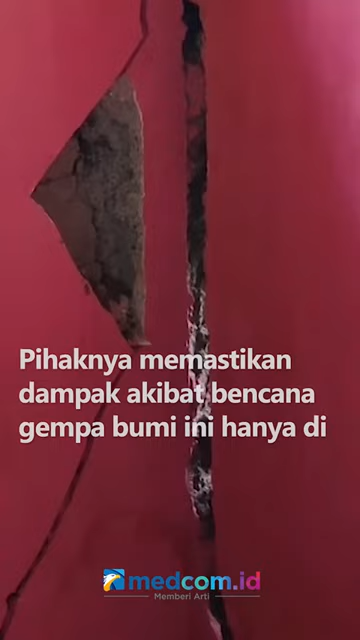 Pihaknya memastikan
dampak akibat bencana
gempa bumi ini hanya di
medcom.id
Memberi Arti